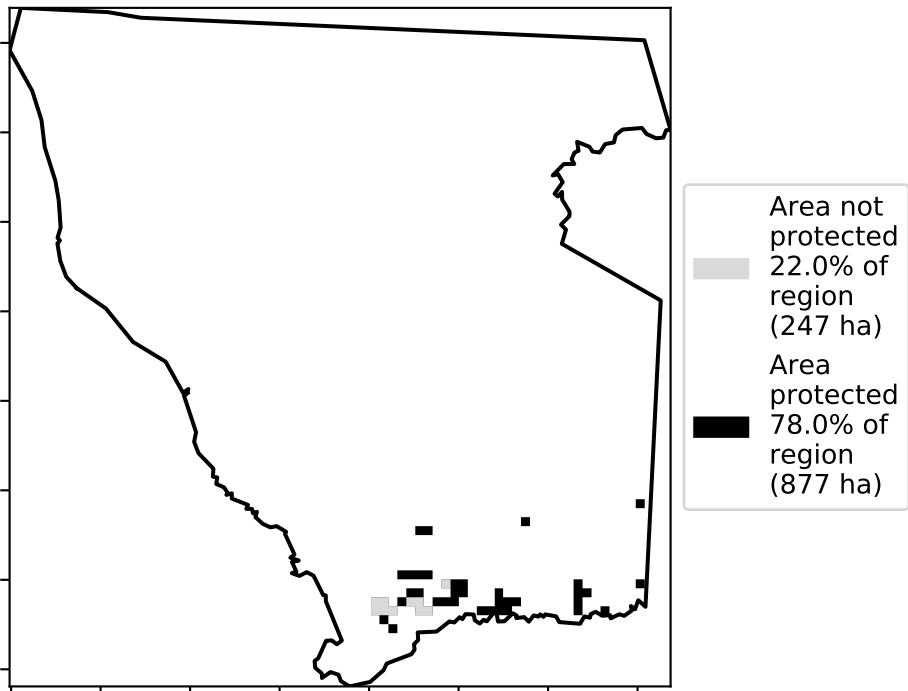 Area not
protected
22.0% of
region
(247 ha)
Area
protected
78.0% of
region
(877 ha)